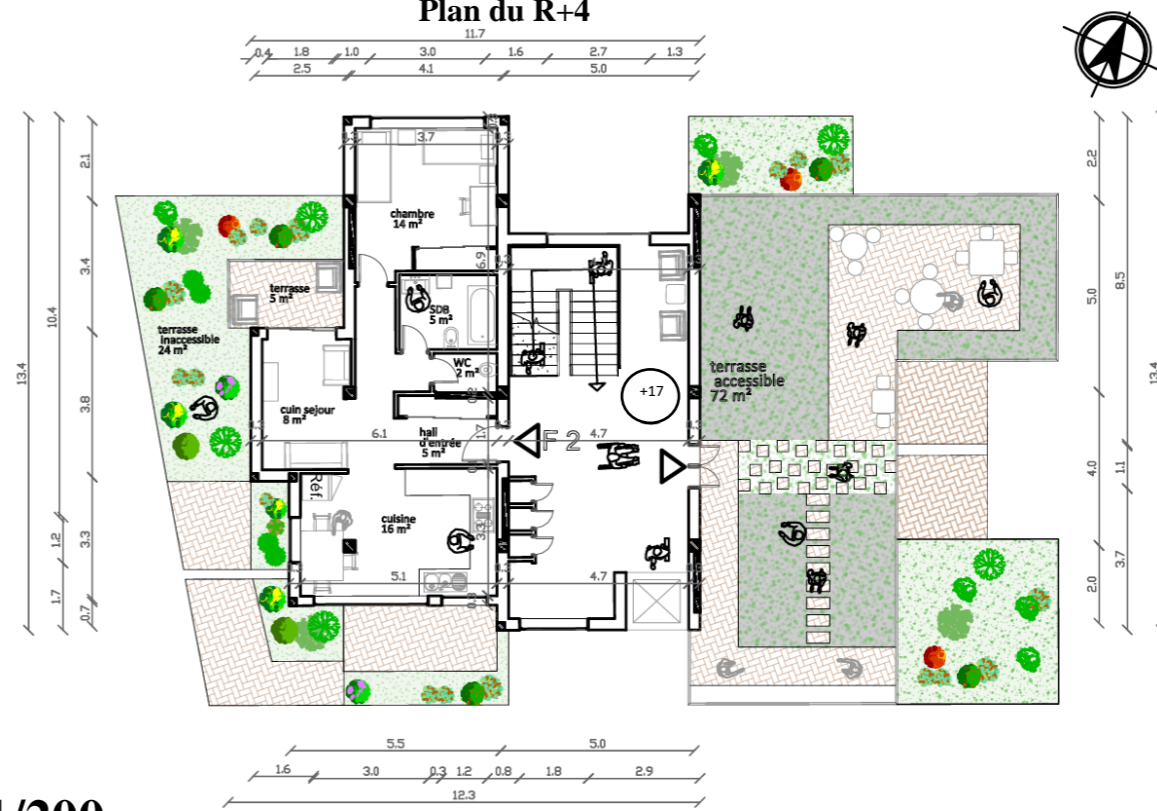 Plan du R+4
11.7
0.4 1.8 1.0 3.0 1.6 2.7 1.3
2.5 4.1 5.0
13.4
10.4
1.2
1.7
2.1
3.4
3.8
3.3
0.7
3.7
chambre
14 m²
6.9
SDB
5 m²
WC
2 m²
terrasse
5 m²
terrasse
inaccessible
24 m²
cuin sejour
8 m²
hall
d'entrée
5 m²
1.7
6.1
F 2
4.7
+17
terrasse
accessible
72 m²
Réf.
cuisine
16 m²
3.3
5.1
4.7
2.2
5.0
4.0
2.0
8.5
1.1
3.7
13.4
5.5 5.0
1.6 3.0 0.3 1.2 0.8 1.8 2.9
12.3